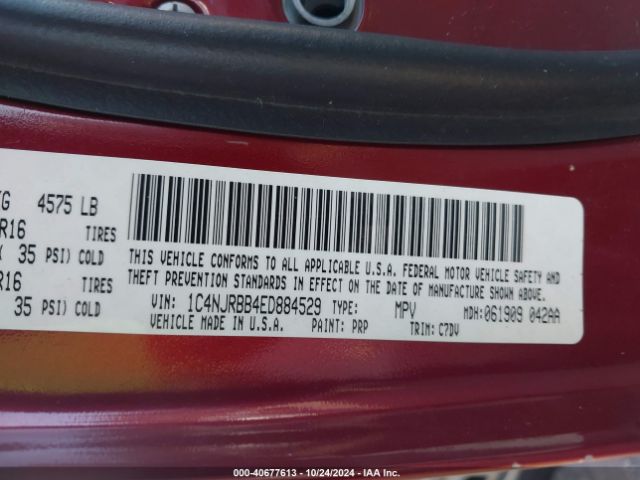 4575 LB
R16 TIRES
35 PSI) COLD
R16 TIRES
35 PSI) COLD
THIS VEHICLE CONFORMS TO ALL APPLICABLE U.S.A. FEDERAL MOTOR VEHICLE SAFETY AND
THEFT PREVENTION STANDARDS IN EFFECT ON THE DATE OF MANUFACTURE SHOWN ABOVE.
VIN: 1C4NJRBB4ED884529 TYPE: MPV MDH: 061909 042AA
VEHICLE MADE IN U.S.A. PAINT: PRP TRIM: C7DV
000-40677613 - 10/24/2024 - IAA Inc.